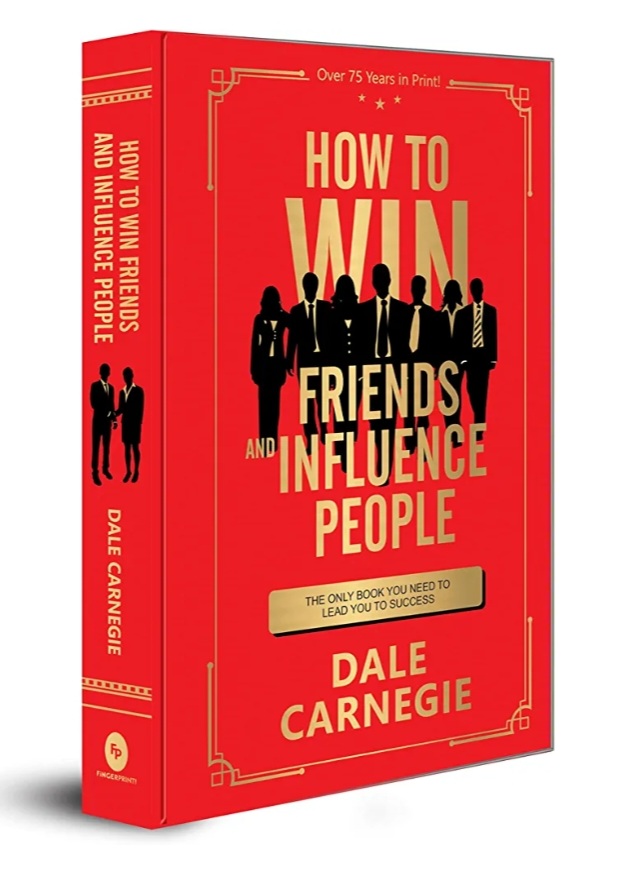 HOW TO WIN FRIENDS
AND INFLUENCE PEOPLE
DALE CARNEGIE
FP
FINGERPRINT!
Over 75 Years in Print!
HOW TO
WIN
FRIENDS
AND INFLUENCE
PEOPLE
THE ONLY BOOK YOU NEED TO
LEAD YOU TO SUCCESS
DALE
CARNEGIE